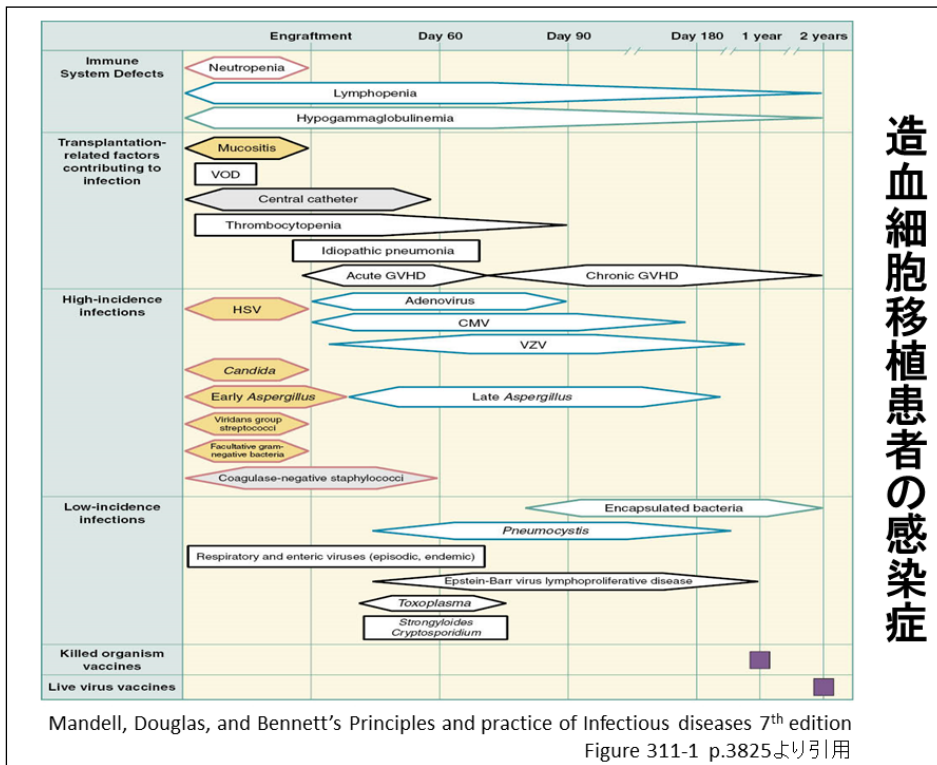 Engraftment Day 60 Day 90 Day 180 1 year 2 years
Immune
System Defects
Neutropenia
Lymphopenia
Hypogammaglobulinemia
Transplantation-
related factors
contributing to
infection
Mucositis
VOD
Central catheter
Thrombocytopenia
Idiopathic pneumonia
Acute GVHD Chronic GVHD
High-incidence
infections
HSV
Adenovirus
CMV
VZV
Candida
Early Aspergillus Late Aspergillus
Viridans group
streptococci
Facultative gram-
negative bacteria
Coagulase-negative staphylococci
Low-incidence
infections
Encapsulated bacteria
Pneumocystis
Respiratory and enteric viruses (episodic, endemic)
Epstein-Barr virus lymphoproliferative disease
Toxoplasma
Strongyloides
Cryptosporidium
Killed organism
vaccines
Live virus vaccines
造血細胞移植患者の感染症
Mandell, Douglas, and Bennett's Principles and practice of Infectious diseases 7th edition
Figure 311-1 p.3825より引用